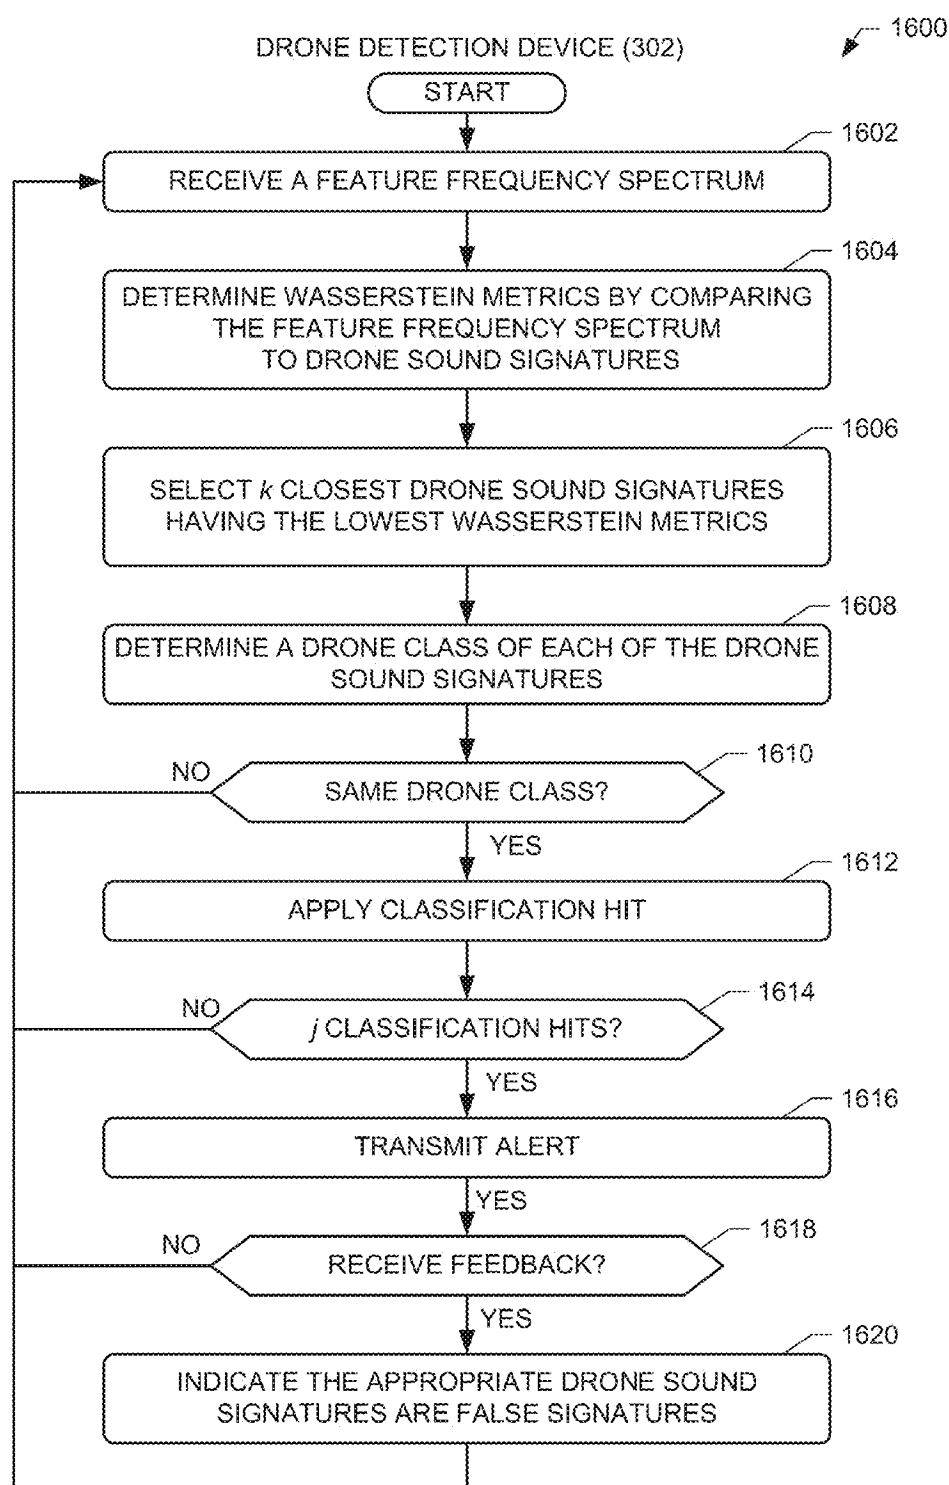 1600
DRONE DETECTION DEVICE (302)
START
1602
RECEIVE A FEATURE FREQUENCY SPECTRUM
1604
DETERMINE WASSERSTEIN METRICS BY COMPARING
THE FEATURE FREQUENCY SPECTRUM
TO DRONE SOUND SIGNATURES
1606
SELECT k CLOSEST DRONE SOUND SIGNATURES
HAVING THE LOWEST WASSERSTEIN METRICS
1608
DETERMINE A DRONE CLASS OF EACH OF THE DRONE
SOUND SIGNATURES
1610
NO
SAME DRONE CLASS?
YES
1612
APPLY CLASSIFICATION HIT
1614
NO
j CLASSIFICATION HITS?
YES
1616
TRANSMIT ALERT
YES
1618
NO
RECEIVE FEEDBACK?
YES
1620
INDICATE THE APPROPRIATE DRONE SOUND
SIGNATURES ARE FALSE SIGNATURES